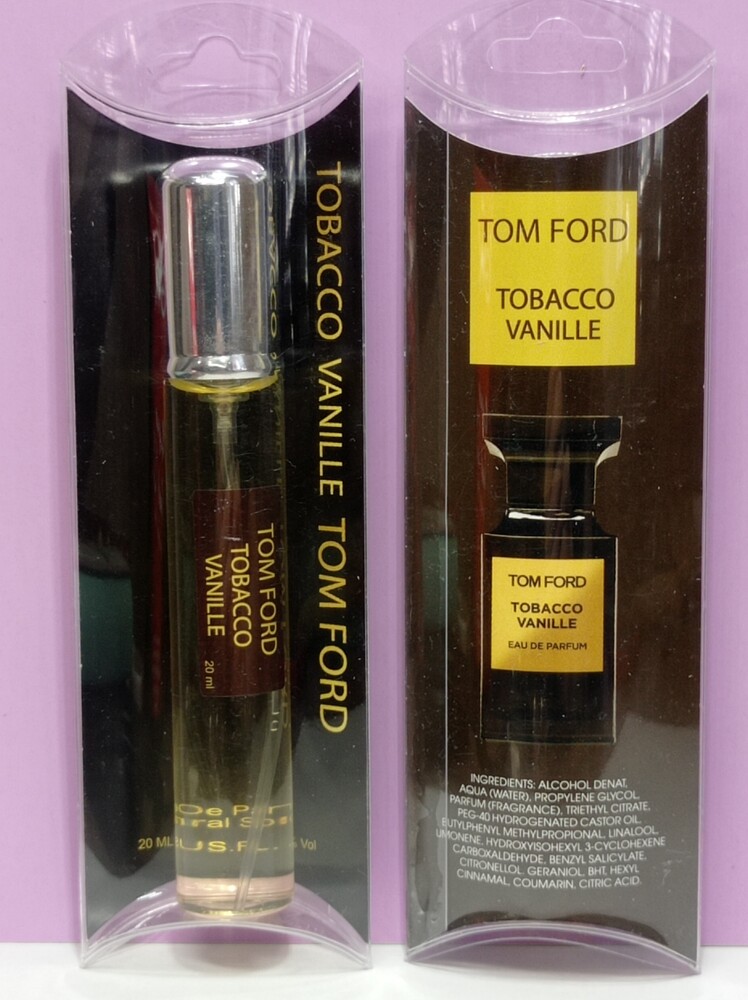 TOBACCO VANILLE TOM FORD
TOM FORD
TOBACCO
VANILLE
20 ml
20 ML
U.S.FL.
Vol
TOM FORD
TOBACCO
VANILLE
TOM FORD
TOBACCO
VANILLE
EAU DE PARFUM
INGREDIENTS: ALCOHOL DENAT,
AQUA (WATER), PROPYLENE GLYCOL,
PARFUM (FRAGRANCE), TRIETHYL CITRATE,
PEG-40 HYDROGENATED CASTOR OIL,
BUTYLPHENYL METHYLPROPIONAL, LINALOOL,
LIMONENE, HYDROXYISOHEXYL 3-CYCLOHEXENE
CARBOXALDEHYDE, BENZYL SALICYLATE,
CITRONELLOL, GERANIOL, BHT, HEXYL
CINNAMAL, COUMARIN, CITRIC ACID.